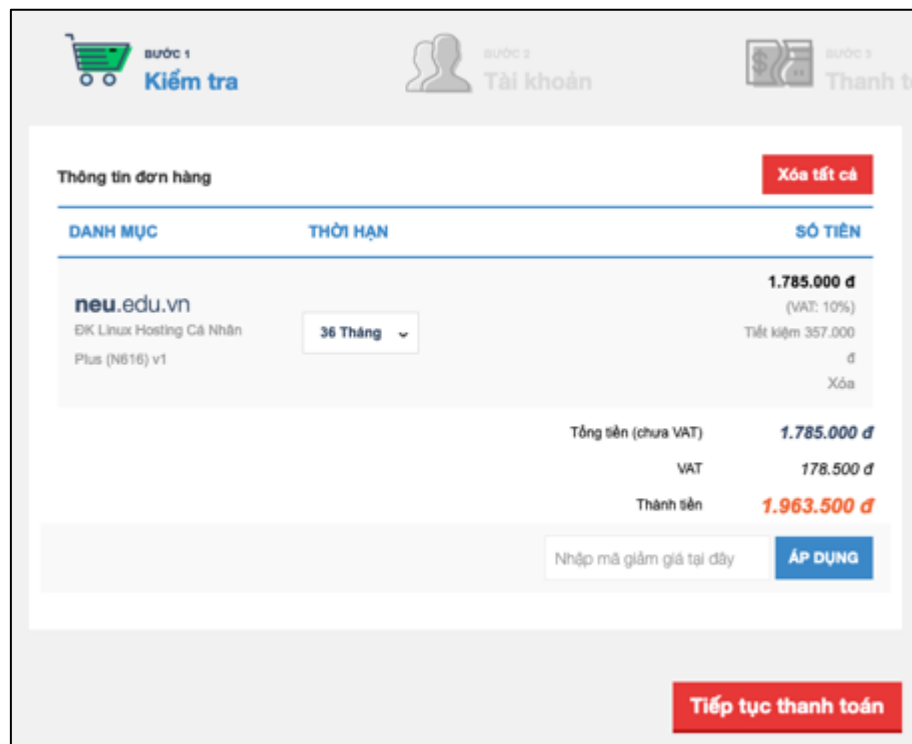 BƯỚC 1
Kiểm tra
BƯỚC 2
Tài khoản
BƯỚC 3
Thanh t
Thông tin đơn hàng
Xóa tất cả
DANH MỤC
THỜI HẠN
SỐ TIỀN
neu.edu.vn
ĐK Linux Hosting Cá Nhân
Plus (N616) v1
36 Tháng
1.785.000 đ
(VAT: 10%)
Tiết kiệm 357.000
đ
Xóa
Tổng tiền (chưa VAT)
1.785.000 đ
VAT
178.500 đ
Thành tiền
1.963.500 đ
Nhập mã giảm giá tại đây
ÁP DỤNG
Tiếp tục thanh toán